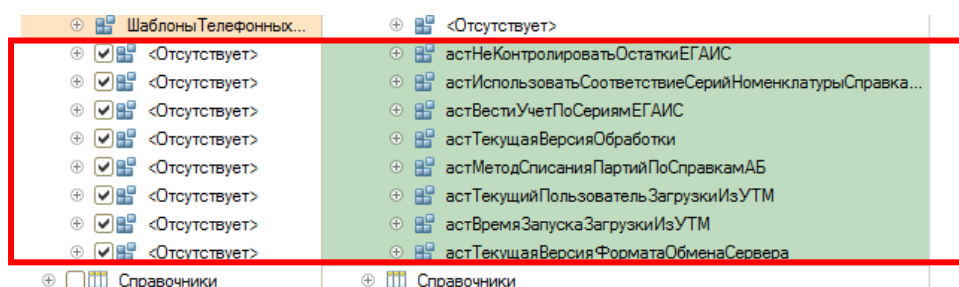 ШаблоныТелефонных... <Отсутствует>
<Отсутствует> астНеКонтролироватьОстаткиЕГАИС
<Отсутствует> астИспользоватьСоответствиеСерийНоменклатурыСправка...
<Отсутствует> астВестиУчетПоСериямЕГАИС
<Отсутствует> астТекущаяВерсияОбработки
<Отсутствует> астМетодСписанияПартийПоСправкамАБ
<Отсутствует> астТекущийПользовательЗагрузкиИзУТМ
<Отсутствует> астВремяЗапускаЗагрузкиИзУТМ
<Отсутствует> астТекущаяВерсияФорматаОбменаСервера
Справочники Справочники